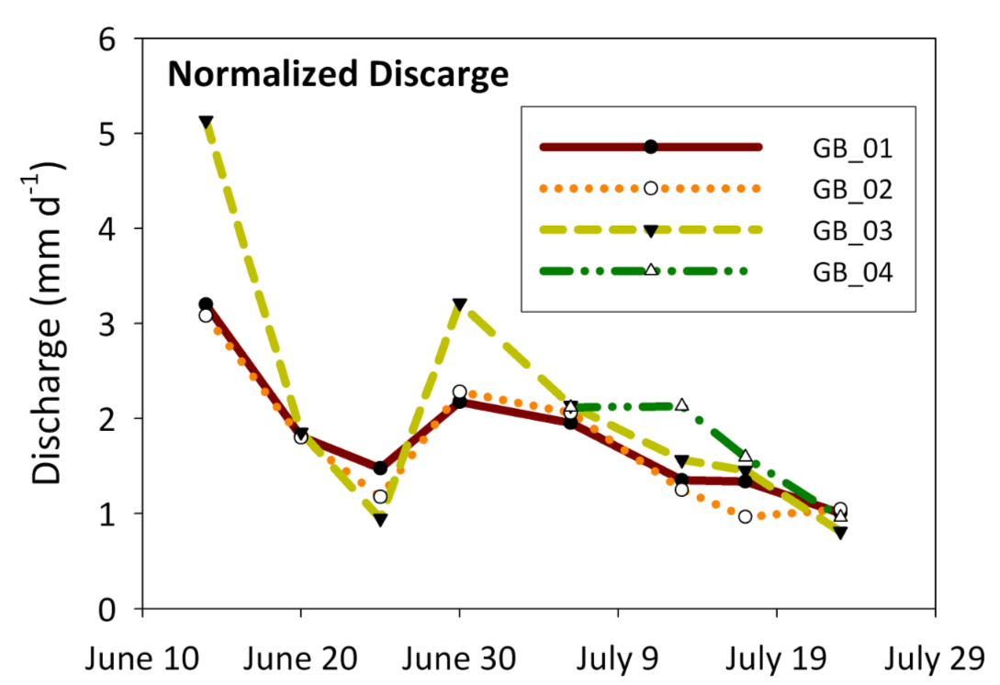 Normalized Discarge
6
5
4
3
2
1
0
Discharge (mm d-1)
GB_01
GB_02
GB_03
GB_04
June 10 June 20 June 30 July 9 July 19 July 29